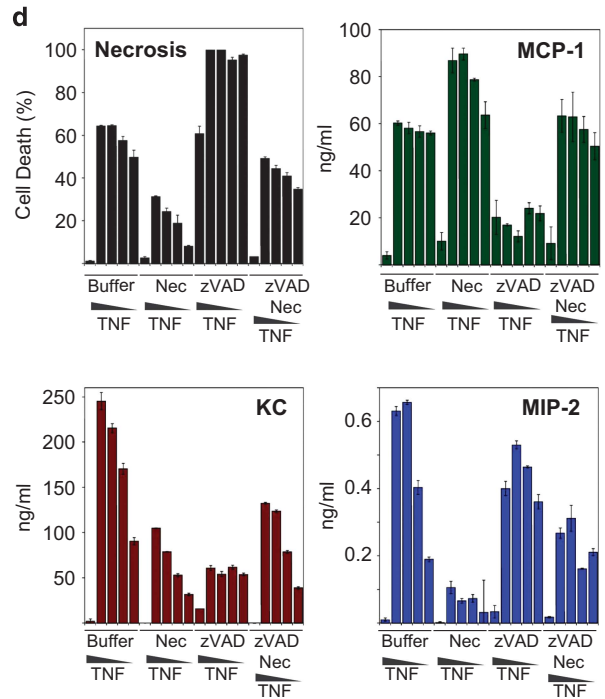 d
Necrosis
Cell Death (%)
100
80
60
40
20
Buffer Nec zVAD zVAD
Nec
TNF TNF TNF
TNF
MCP-1
ng/ml
100
80
60
40
20
Buffer Nec zVAD zVAD
Nec
TNF TNF TNF
TNF
KC
ng/ml
250
200
150
100
50
Buffer Nec zVAD zVAD
Nec
TNF TNF TNF
TNF
MIP-2
ng/ml
0.6
0.4
0.2
Buffer Nec zVAD zVAD
Nec
TNF TNF TNF
TNF